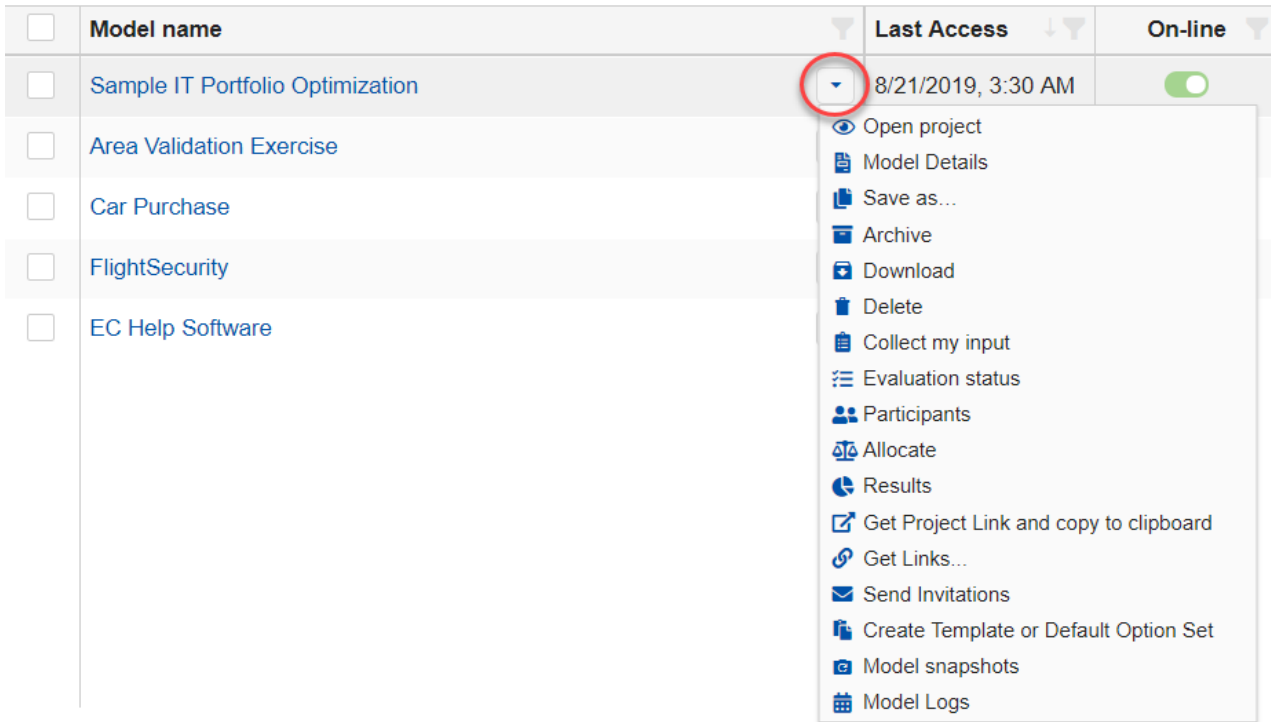 Model name Last Access On-line
Sample IT Portfolio Optimization 8/21/2019, 3:30 AM
Area Validation Exercise
Car Purchase
FlightSecurity
EC Help Software
Open project
Model Details
Save as...
Archive
Download
Delete
Collect my input
Evaluation status
Participants
Allocate
Results
Get Project Link and copy to clipboard
Get Links...
Send Invitations
Create Template or Default Option Set
Model snapshots
Model Logs